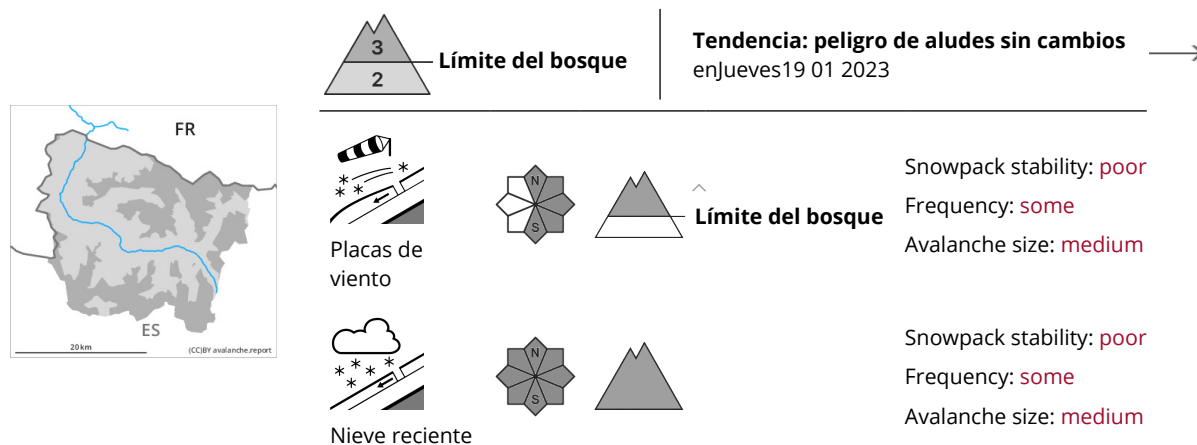 3
2
Límite del bosque
Tendencia: peligro de aludes sin cambios
enJueves19 01 2023
FR
ES
20 km
(CC)BY avalanche.report
N
S
Límite del bosque
Placas de
viento
Snowpack stability: poor
Frequency: some
Avalanche size: medium
N
S
Nieve reciente
Snowpack stability: poor
Frequency: some
Avalanche size: medium